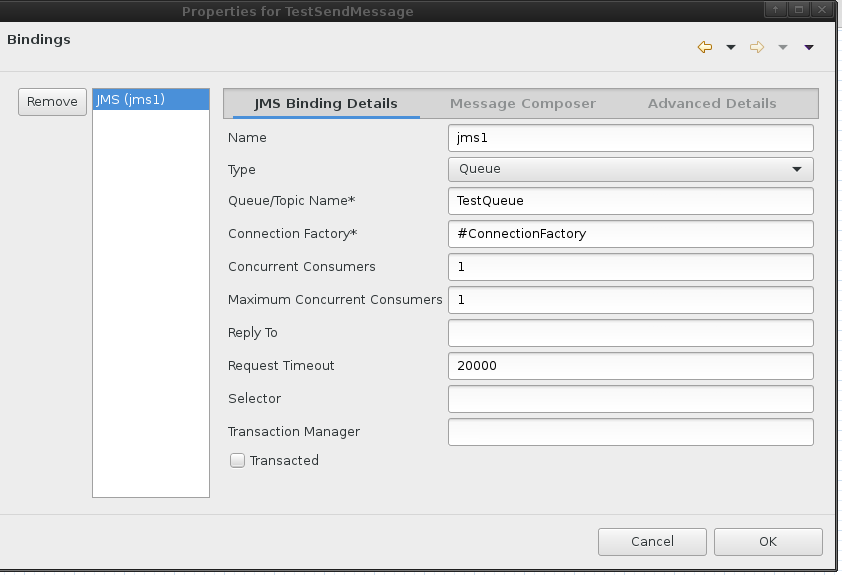 Properties for TestSendMessage
Bindings
Remove
JMS (jms1)
JMS Binding Details Message Composer Advanced Details
Name jms1
Type Queue
Queue/Topic Name* TestQueue
Connection Factory* #ConnectionFactory
Concurrent Consumers 1
Maximum Concurrent Consumers 1
Reply To
Request Timeout 20000
Selector
Transaction Manager
Transacted
Cancel OK